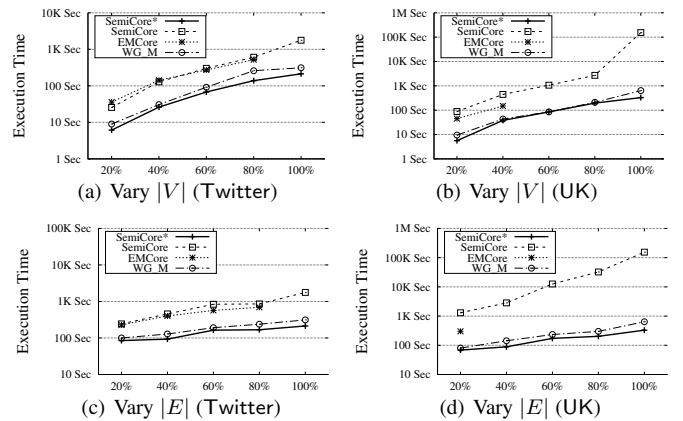 SemiCore*
SemiCore
EMCore
WG_M
Execution Time
10K Sec
1K Sec
100 Sec
10 Sec
1 Sec
20% 40% 60% 80% 100%
(a) Vary |V| (Twitter)
SemiCore*
SemiCore
EMCore
WG_M
Execution Time
1M Sec
100K Sec
10K Sec
1K Sec
100 Sec
10 Sec
1 Sec
20% 40% 60% 80% 100%
(b) Vary |V| (UK)
SemiCore*
SemiCore
EMCore
WG_M
Execution Time
100K Sec
10K Sec
1K Sec
100 Sec
10 Sec
20% 40% 60% 80% 100%
(c) Vary |E| (Twitter)
SemiCore*
SemiCore
EMCore
WG_M
Execution Time
1M Sec
100K Sec
10K Sec
1K Sec
100 Sec
10 Sec
20% 40% 60% 80% 100%
(d) Vary |E| (UK)